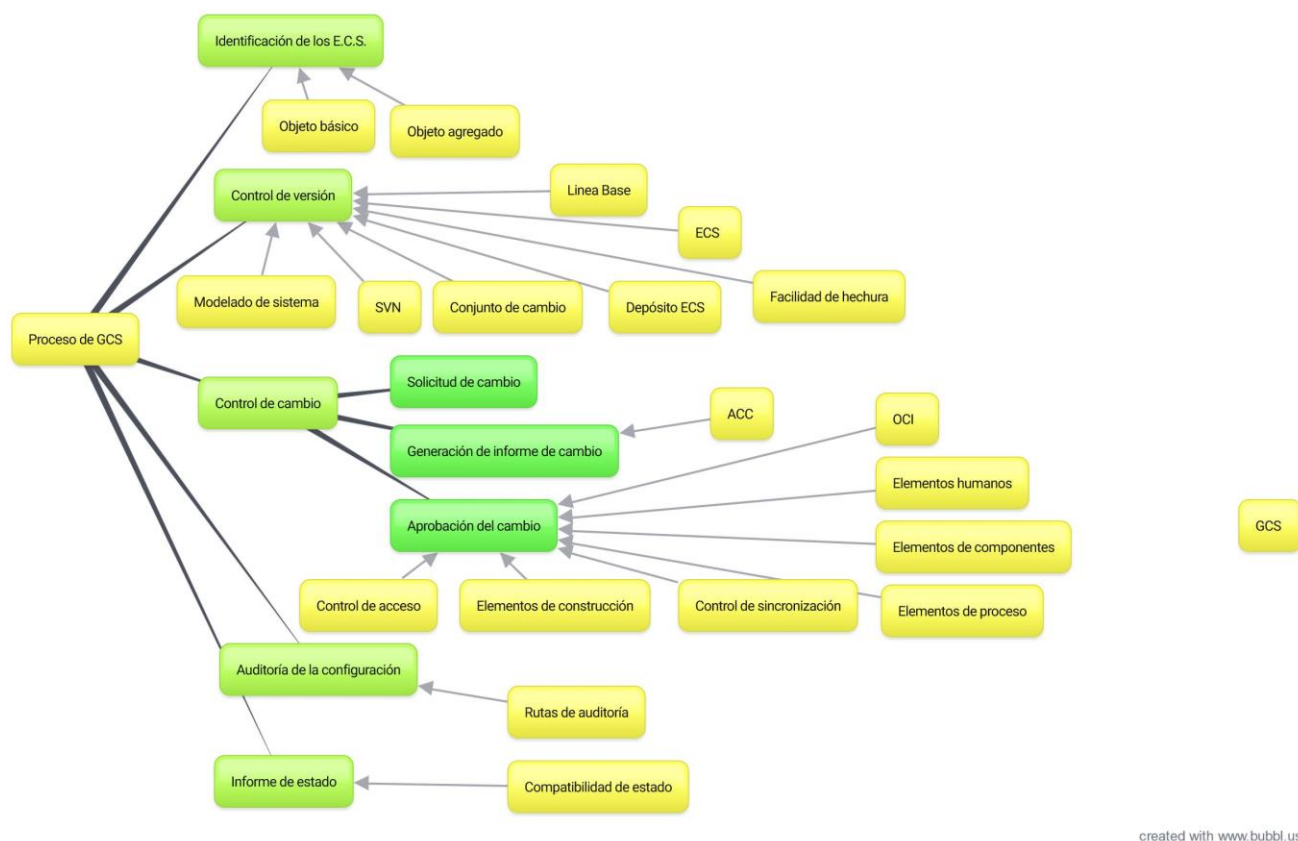 Identificación de los E.C.S.
Objeto básico
Objeto agregado
Control de versión
Linea Base
ECS
Facilidad de hechura
Modelado de sistema
SVN
Conjunto de cambio
Depósito ECS
Proceso de GCS
Control de cambio
Solicitud de cambio
Generación de informe de cambio
ACC
OCI
Aprobación del cambio
Elementos humanos
Elementos de componentes
GCS
Control de acceso
Elementos de construcción
Control de sincronización
Elementos de proceso
Auditoría de la configuración
Rutas de auditoría
Informe de estado
Compatibilidad de estado
created with www.bubbl.us